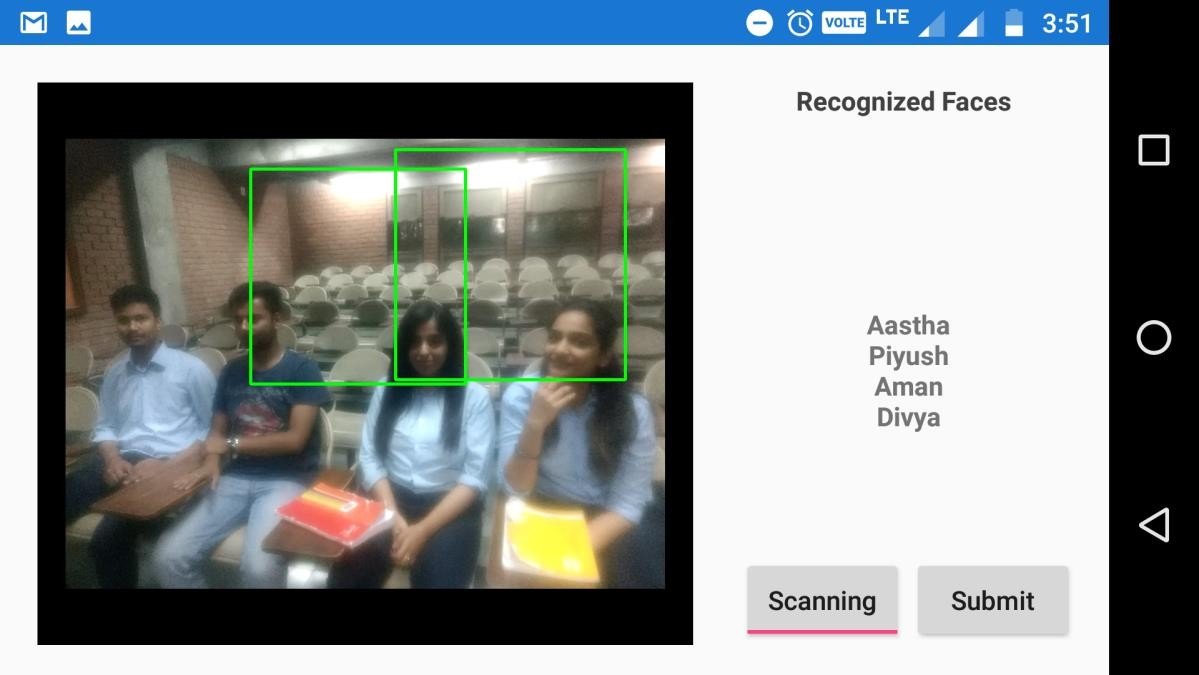 VOLTE LTE 3:51
Recognized Faces
Aastha
Piyush
Aman
Divya
Scanning Submit